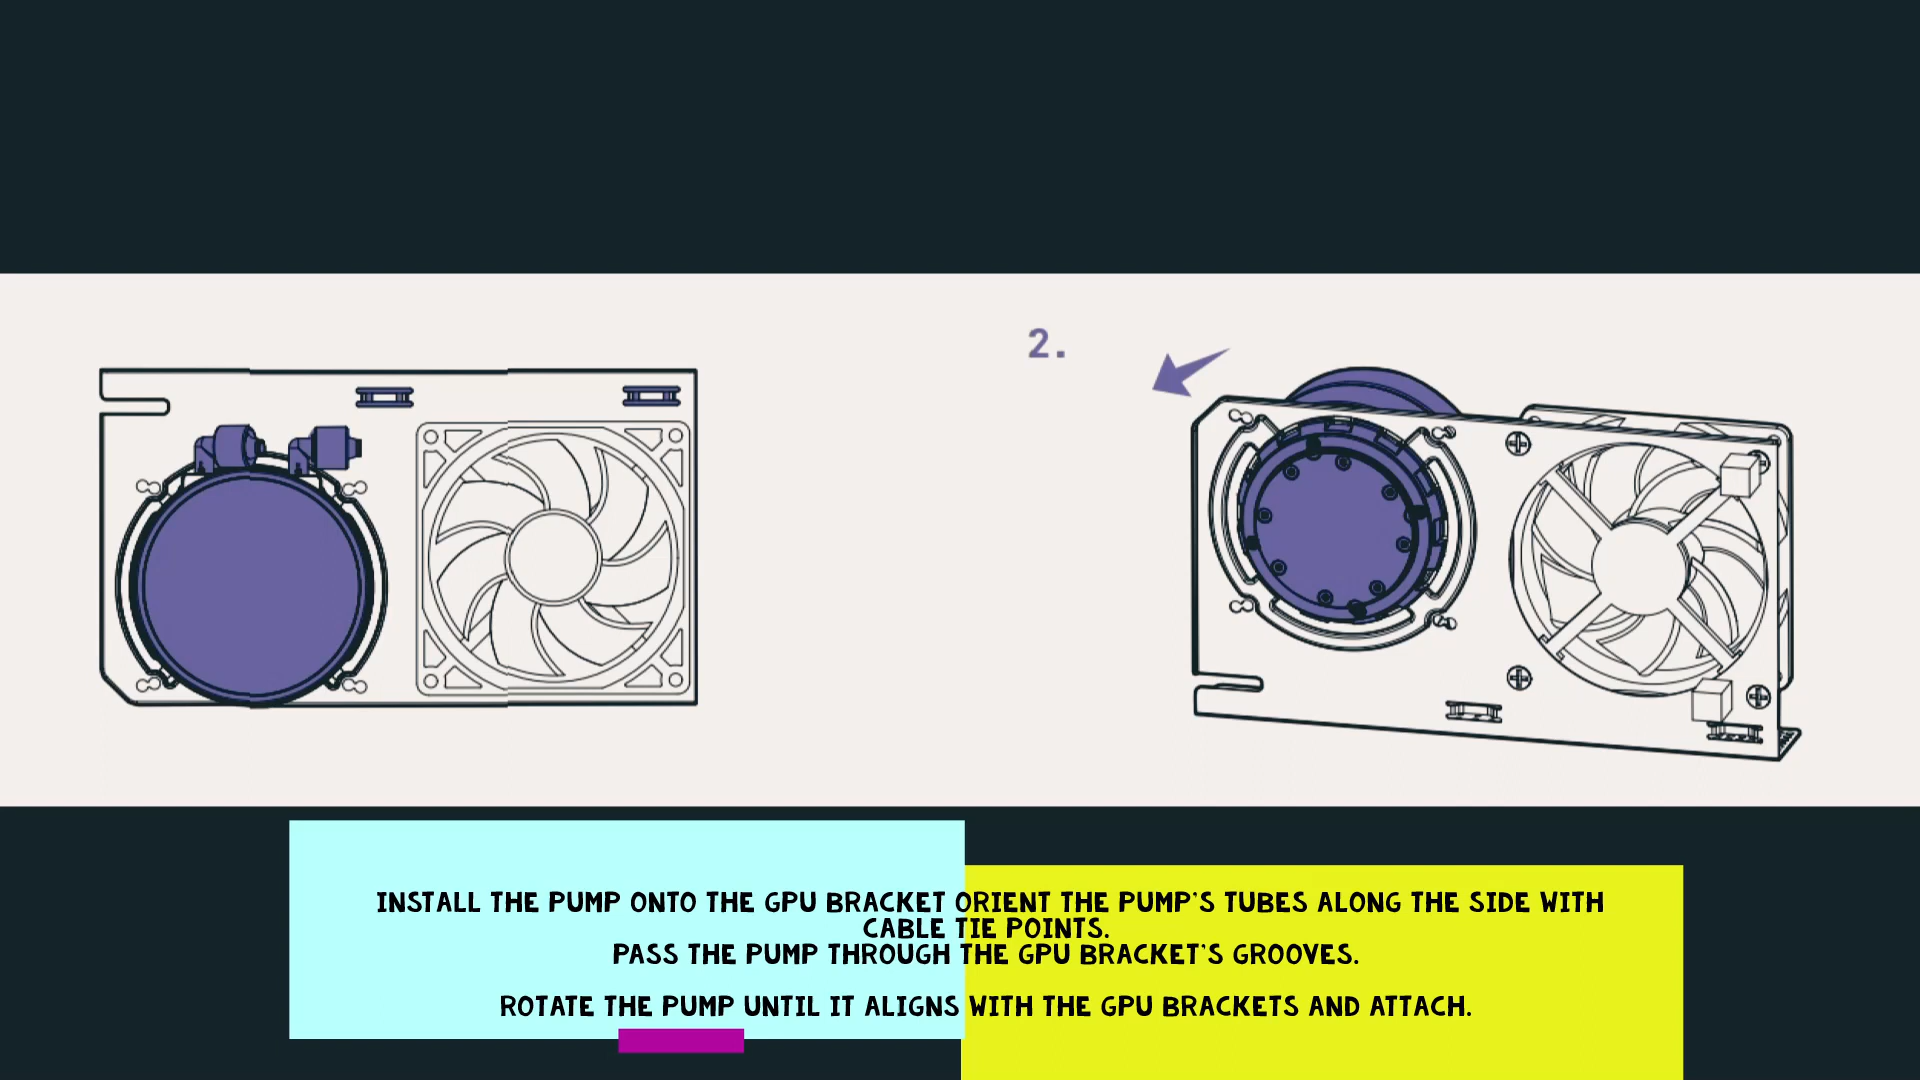 2.
INSTALL THE PUMP ONTO THE GPU BRACKET ORIENT THE PUMP'S TUBES ALONG THE SIDE WITH
CABLE TIE POINTS.
PASS THE PUMP THROUGH THE GPU BRACKET'S GROOVES.
ROTATE THE PUMP UNTIL IT ALIGNS WITH THE GPU BRACKETS AND ATTACH.